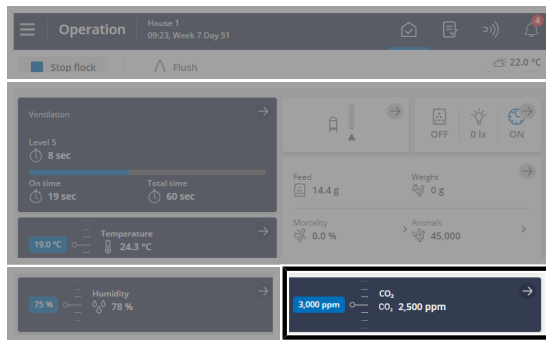 Operation
House 1
09:23, Week 7 Day 51
4
Stop flock
Flush
22.0 °C
Ventilation
Level 5
8 sec
On time
19 sec
Total time
60 sec
OFF
0 lx
ON
Feed
14.4 g
Weight
0 g
Mortality
0.0 %
Animals
45,000
19.0 °C
Temperature
24.3 °C
75 %
Humidity
78 %
3,000 ppm
CO₂
CO₂ 2,500 ppm